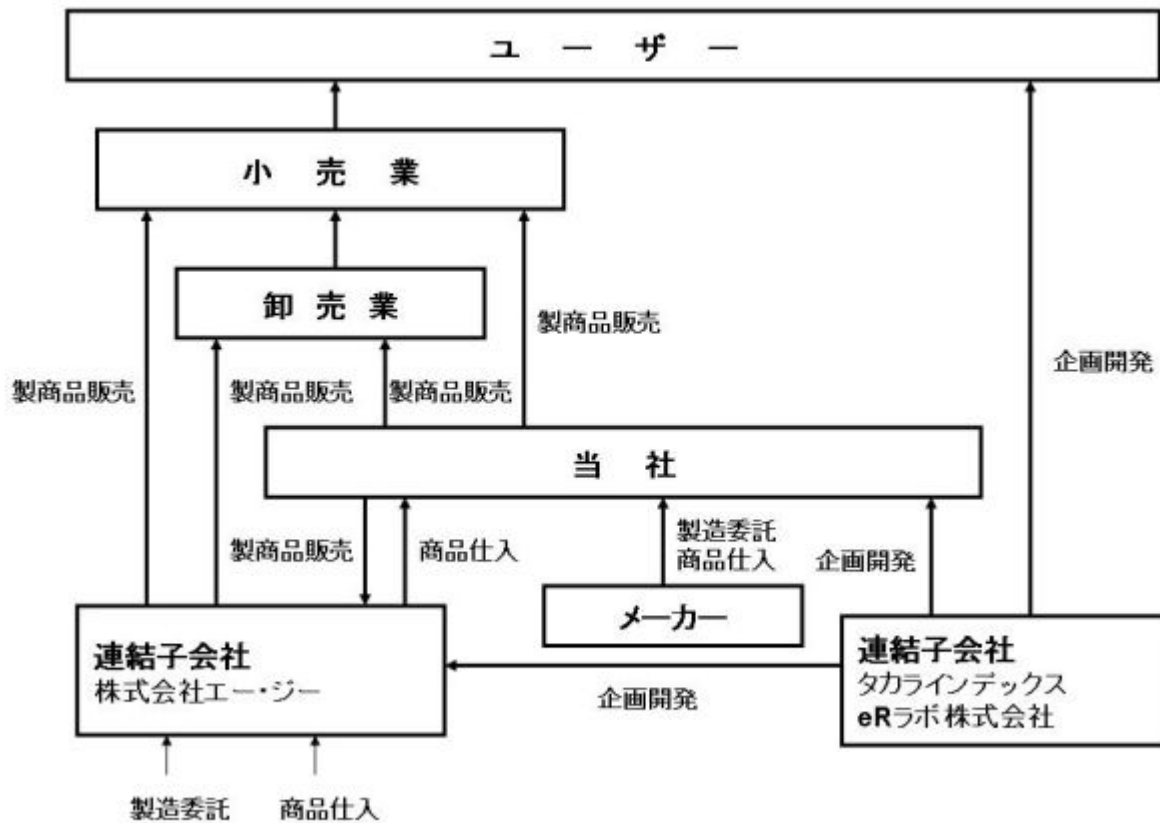 ユーザー
小売業
卸売業
製商品販売
企画開発
製商品販売
製商品販売
製商品販売
当社
製商品販売
商品仕入
製造委託
商品仕入
企画開発
メーカー
連結子会社
株式会社エー・ジー
企画開発
連結子会社
タカラインデックス
eRラボ株式会社
製造委託
商品仕入